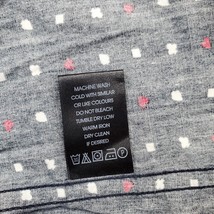 MACHINE WASH
COLD WITH SIMILAR
OR LIKE COLOURS
DO NOT BLEACH
TUMBLE DRY LOW
WARM IRON
DRY CLEAN
IF DESIRED